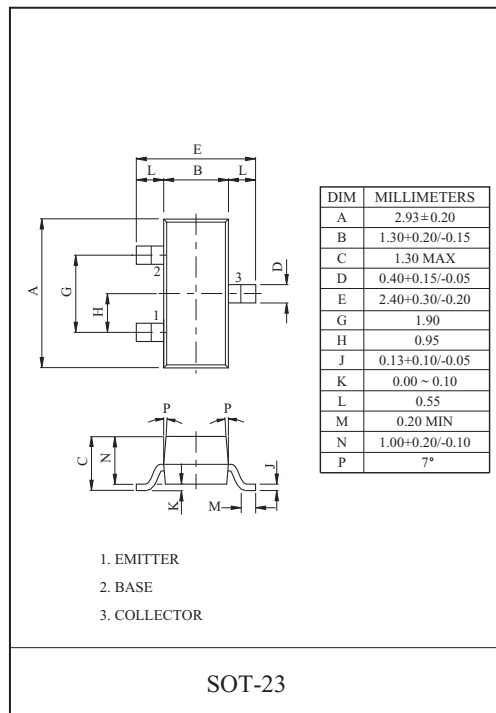 E
L B L
A
G
H
2
1
3
D
P P
C
N
K
M
J
DIM MILLIMETERS
A 2.93±0.20
B 1.30+0.20/-0.15
C 1.30 MAX
D 0.40+0.15/-0.05
E 2.40+0.30/-0.20
G 1.90
H 0.95
J 0.13+0.10/-0.05
K 0.00 ~ 0.10
L 0.55
M 0.20 MIN
N 1.00+0.20/-0.10
P 7°
1. EMITTER
2. BASE
3. COLLECTOR
SOT-23